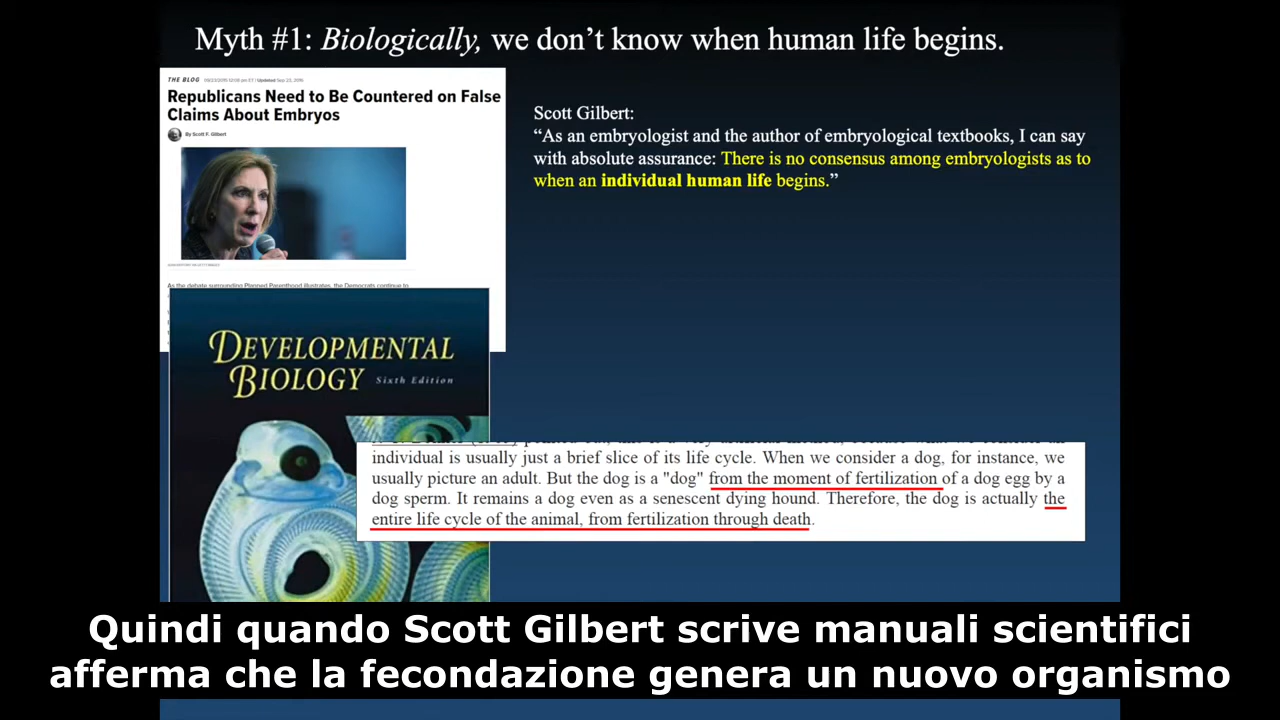 Myth #1: Biologically, we don't know when human life begins.
THE BLOG
Republicans Need to Be Countered on False
Claims About Embryos
By Scott F. Gilbert
As the debate surrounding Planned Parenthood illustrates, the Democrats continue to
Scott Gilbert:
“As an embryologist and the author of embryological textbooks, I can say
with absolute assurance: There is no consensus among embryologists as to
when an individual human life begins.”
DEVELOPMENTAL
BIOLOGY Sixth Edition
individual is usually just a brief slice of its life cycle. When we consider a dog, for instance, we
usually picture an adult. But the dog is a "dog" from the moment of fertilization of a dog egg by a
dog sperm. It remains a dog even as a senescent dying hound. Therefore, the dog is actually the
entire life cycle of the animal, from fertilization through death.
Quindi quando Scott Gilbert scrive manuali scientifici
afferma che la fecondazione genera un nuovo organismo